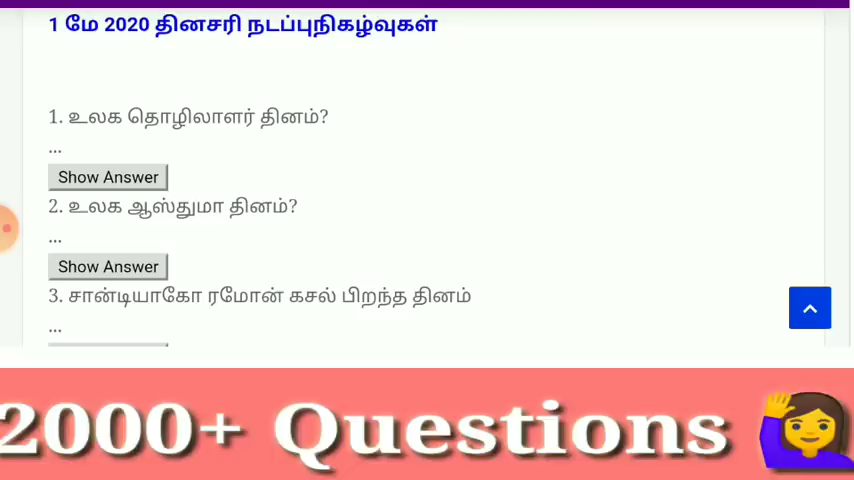 1 மே 2020 தினசரி நடப்புநிகழ்வுகள்
1. உலக தொழிலாளர் தினம்?
...
Show Answer
2. உலக ஆஸ்துமா தினம்?
...
Show Answer
3. சான்டியாகோ ரமோன் கசல் பிறந்த தினம்
...
2000+ Questions